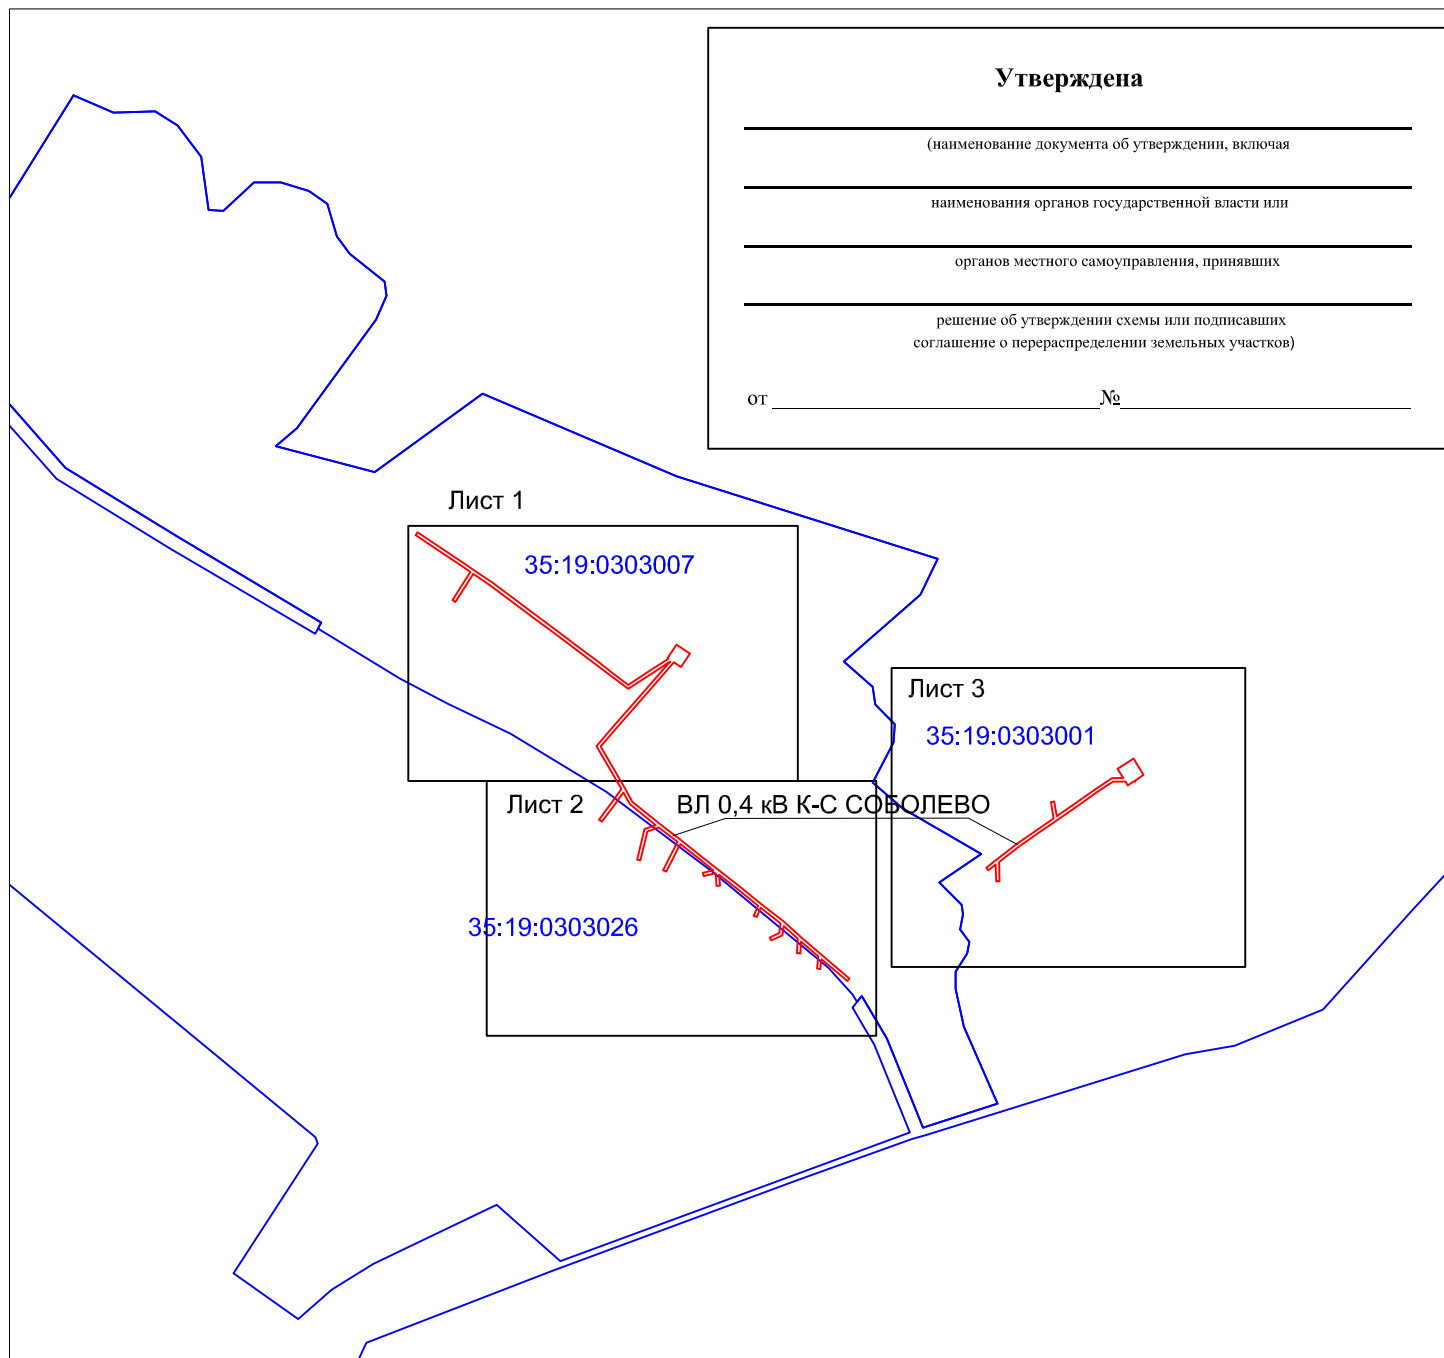 Утверждена
(наименование документа об утверждении, включая
наименования органов государственной власти или
органов местного самоуправления, принявших
решение об утверждении схемы или подписавших
соглашение о перераспределении земельных участков)
от №
Лист 1
35:19:0303007
Лист 3
35:19:0303001
Лист 2
ВЛ 0,4 кВ К-С СОБОЛЕВО
35:19:0303026